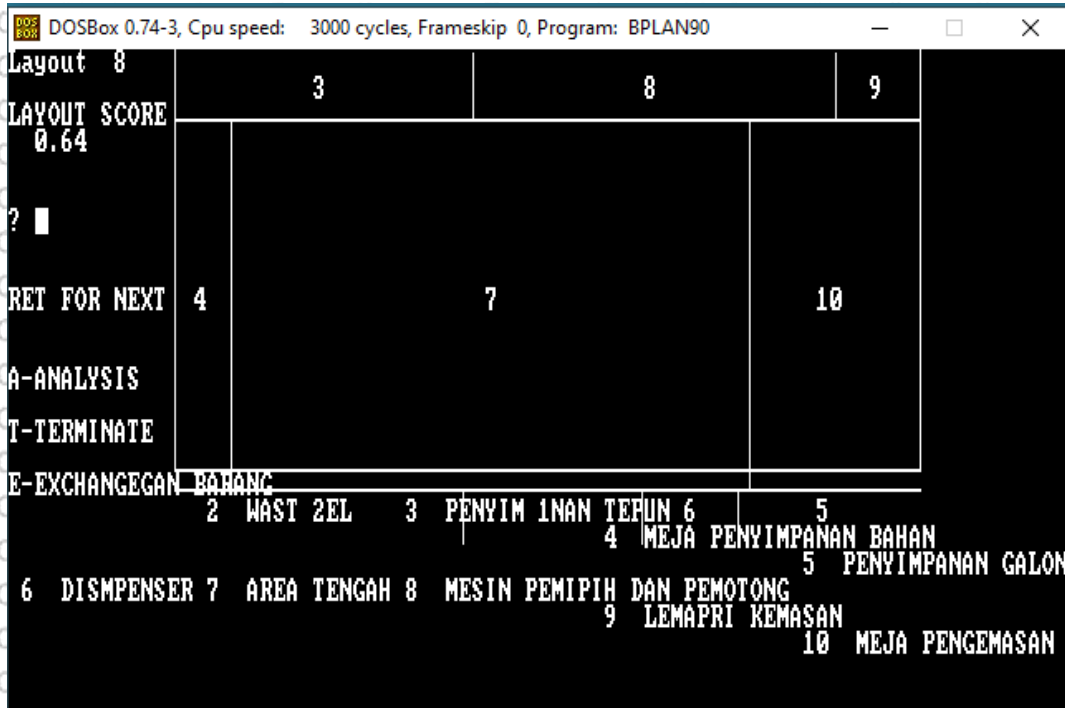 DOSBox 0.74-3, Cpu speed: 3000 cycles, Frameskip 0, Program: BPLAN90
Layout 8
3 8 9
LAYOUT SCORE
0.64
?
RET FOR NEXT 4 7 10
A-ANALYSIS
T-TERMINATE
E-EXCHANGEGAN BARANG
2 WAST 2EL 3 PENYIM 1NAN TEPUN 6 5
4 MEJA PENYIMPANAN BAHAN
5 PENYIMPANAN GALON
6 DISMPENSER 7 AREA TENGAH 8 MESIN PEMIPIH DAN PEMOTONG
9 LEMAPRI KEMASAN
10 MEJA PENGEMASAN